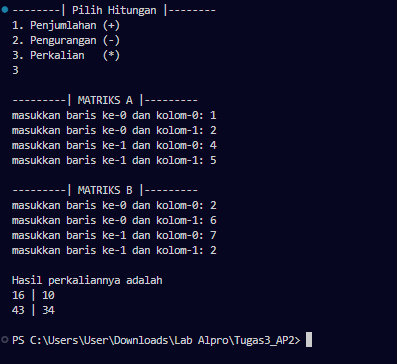 --------| Pilih Hitungan |--------
1. Penjumlahan (+)
2. Pengurangan (-)
3. Perkalian   (*)
3
---------| MATRIKS A |---------
masukkan baris ke-0 dan kolom-0: 1
masukkan baris ke-0 dan kolom-1: 2
masukkan baris ke-1 dan kolom-0: 4
masukkan baris ke-1 dan kolom-1: 5
---------| MATRIKS B |---------
masukkan baris ke-0 dan kolom-0: 2
masukkan baris ke-0 dan kolom-1: 6
masukkan baris ke-1 dan kolom-0: 7
masukkan baris ke-1 dan kolom-1: 2
Hasil perkaliannya adalah
16 | 10
43 | 34
PS C:\Users\User\Downloads\Lab Alpro\Tugas3_AP2>